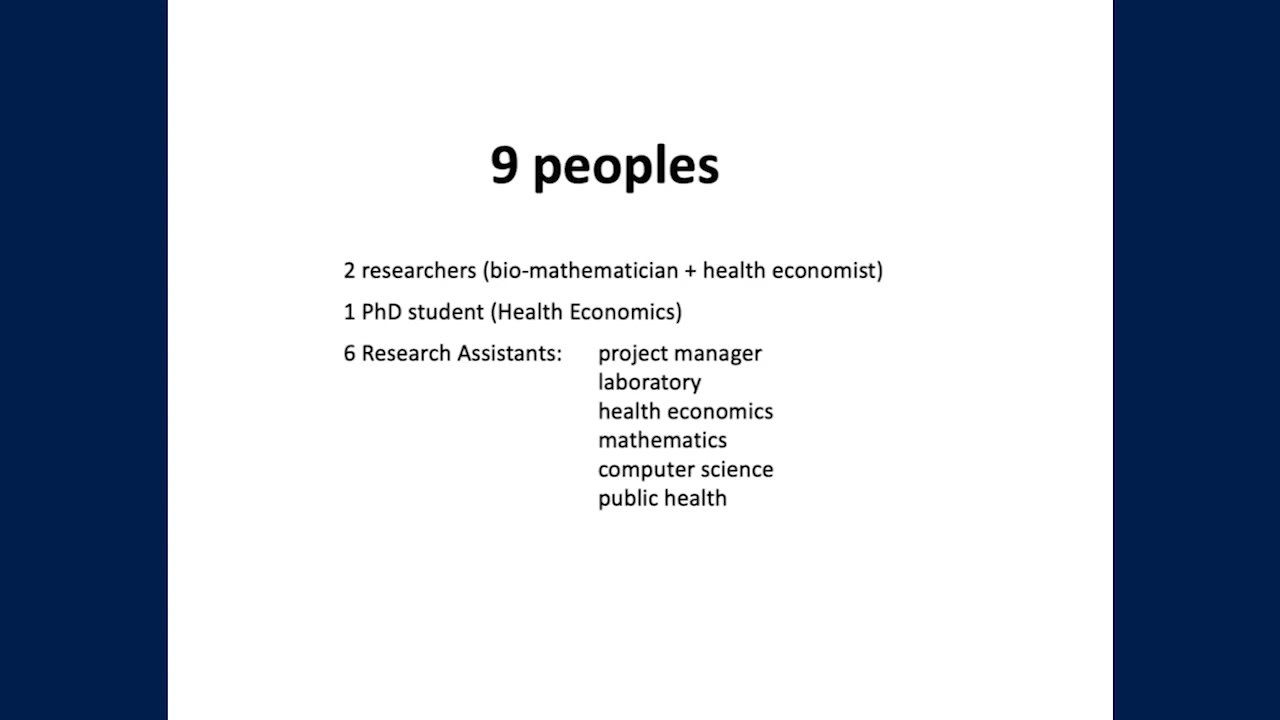 9 peoples
2 researchers (bio-mathematician + health economist)
1 PhD student (Health Economics)
6 Research Assistants: project manager
laboratory
health economics
mathematics
computer science
public health